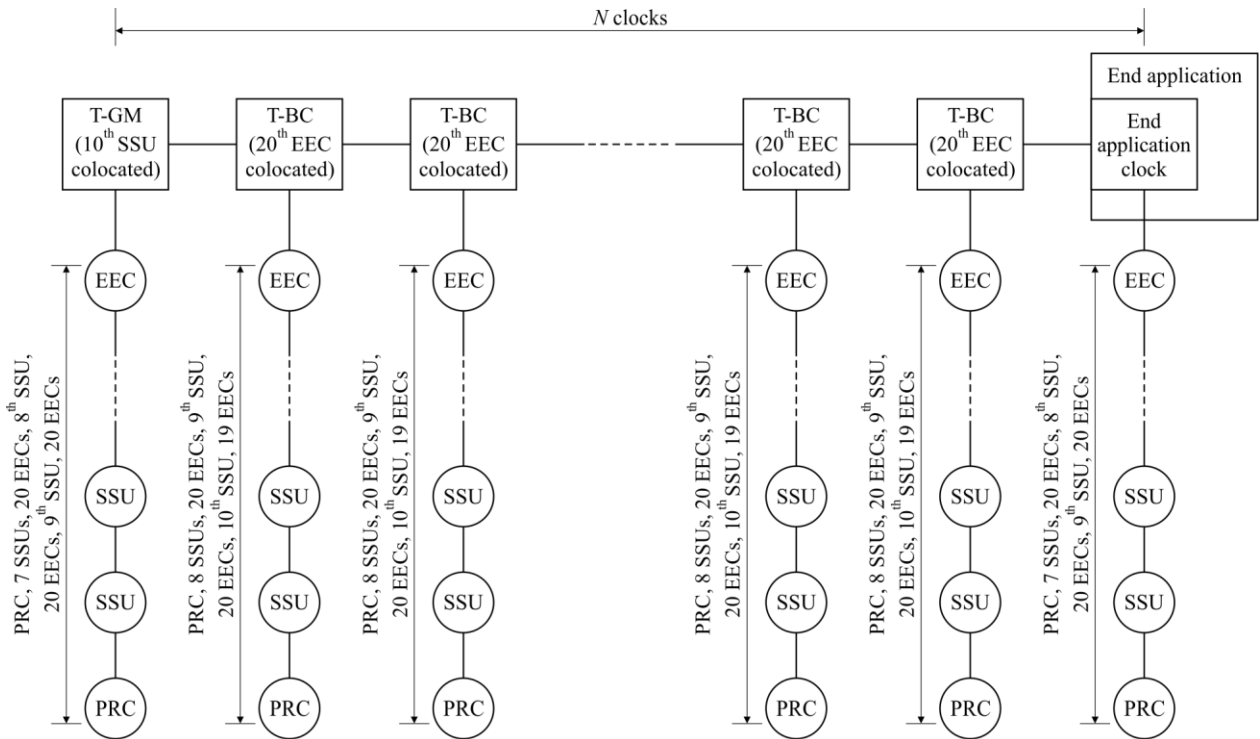 N clocks
End application
T-GM
(10th SSU
colocated)
T-BC
(20th EEC
colocated)
T-BC
(20th EEC
colocated)
T-BC
(20th EEC
colocated)
T-BC
(20th EEC
colocated)
End
application
clock
EEC
EEC
EEC
EEC
EEC
EEC
PRC, 7 SSUs, 20 EECs, 8th SSU,
20 EECs, 9th SSU, 20 EECs
PRC, 8 SSUs, 20 EECs, 9th SSU,
20 EECs, 10th SSU, 19 EECs
PRC, 8 SSUs, 20 EECs, 9th SSU,
20 EECs, 10th SSU, 19 EECs
PRC, 8 SSUs, 20 EECs, 9th SSU,
20 EECs, 10th SSU, 19 EECs
PRC, 8 SSUs, 20 EECs, 9th SSU,
20 EECs, 10th SSU, 19 EECs
PRC, 7 SSUs, 20 EECs, 8th SSU,
20 EECs, 9th SSU, 20 EECs
SSU
SSU
SSU
SSU
SSU
SSU
SSU
SSU
SSU
SSU
SSU
SSU
PRC
PRC
PRC
PRC
PRC
PRC